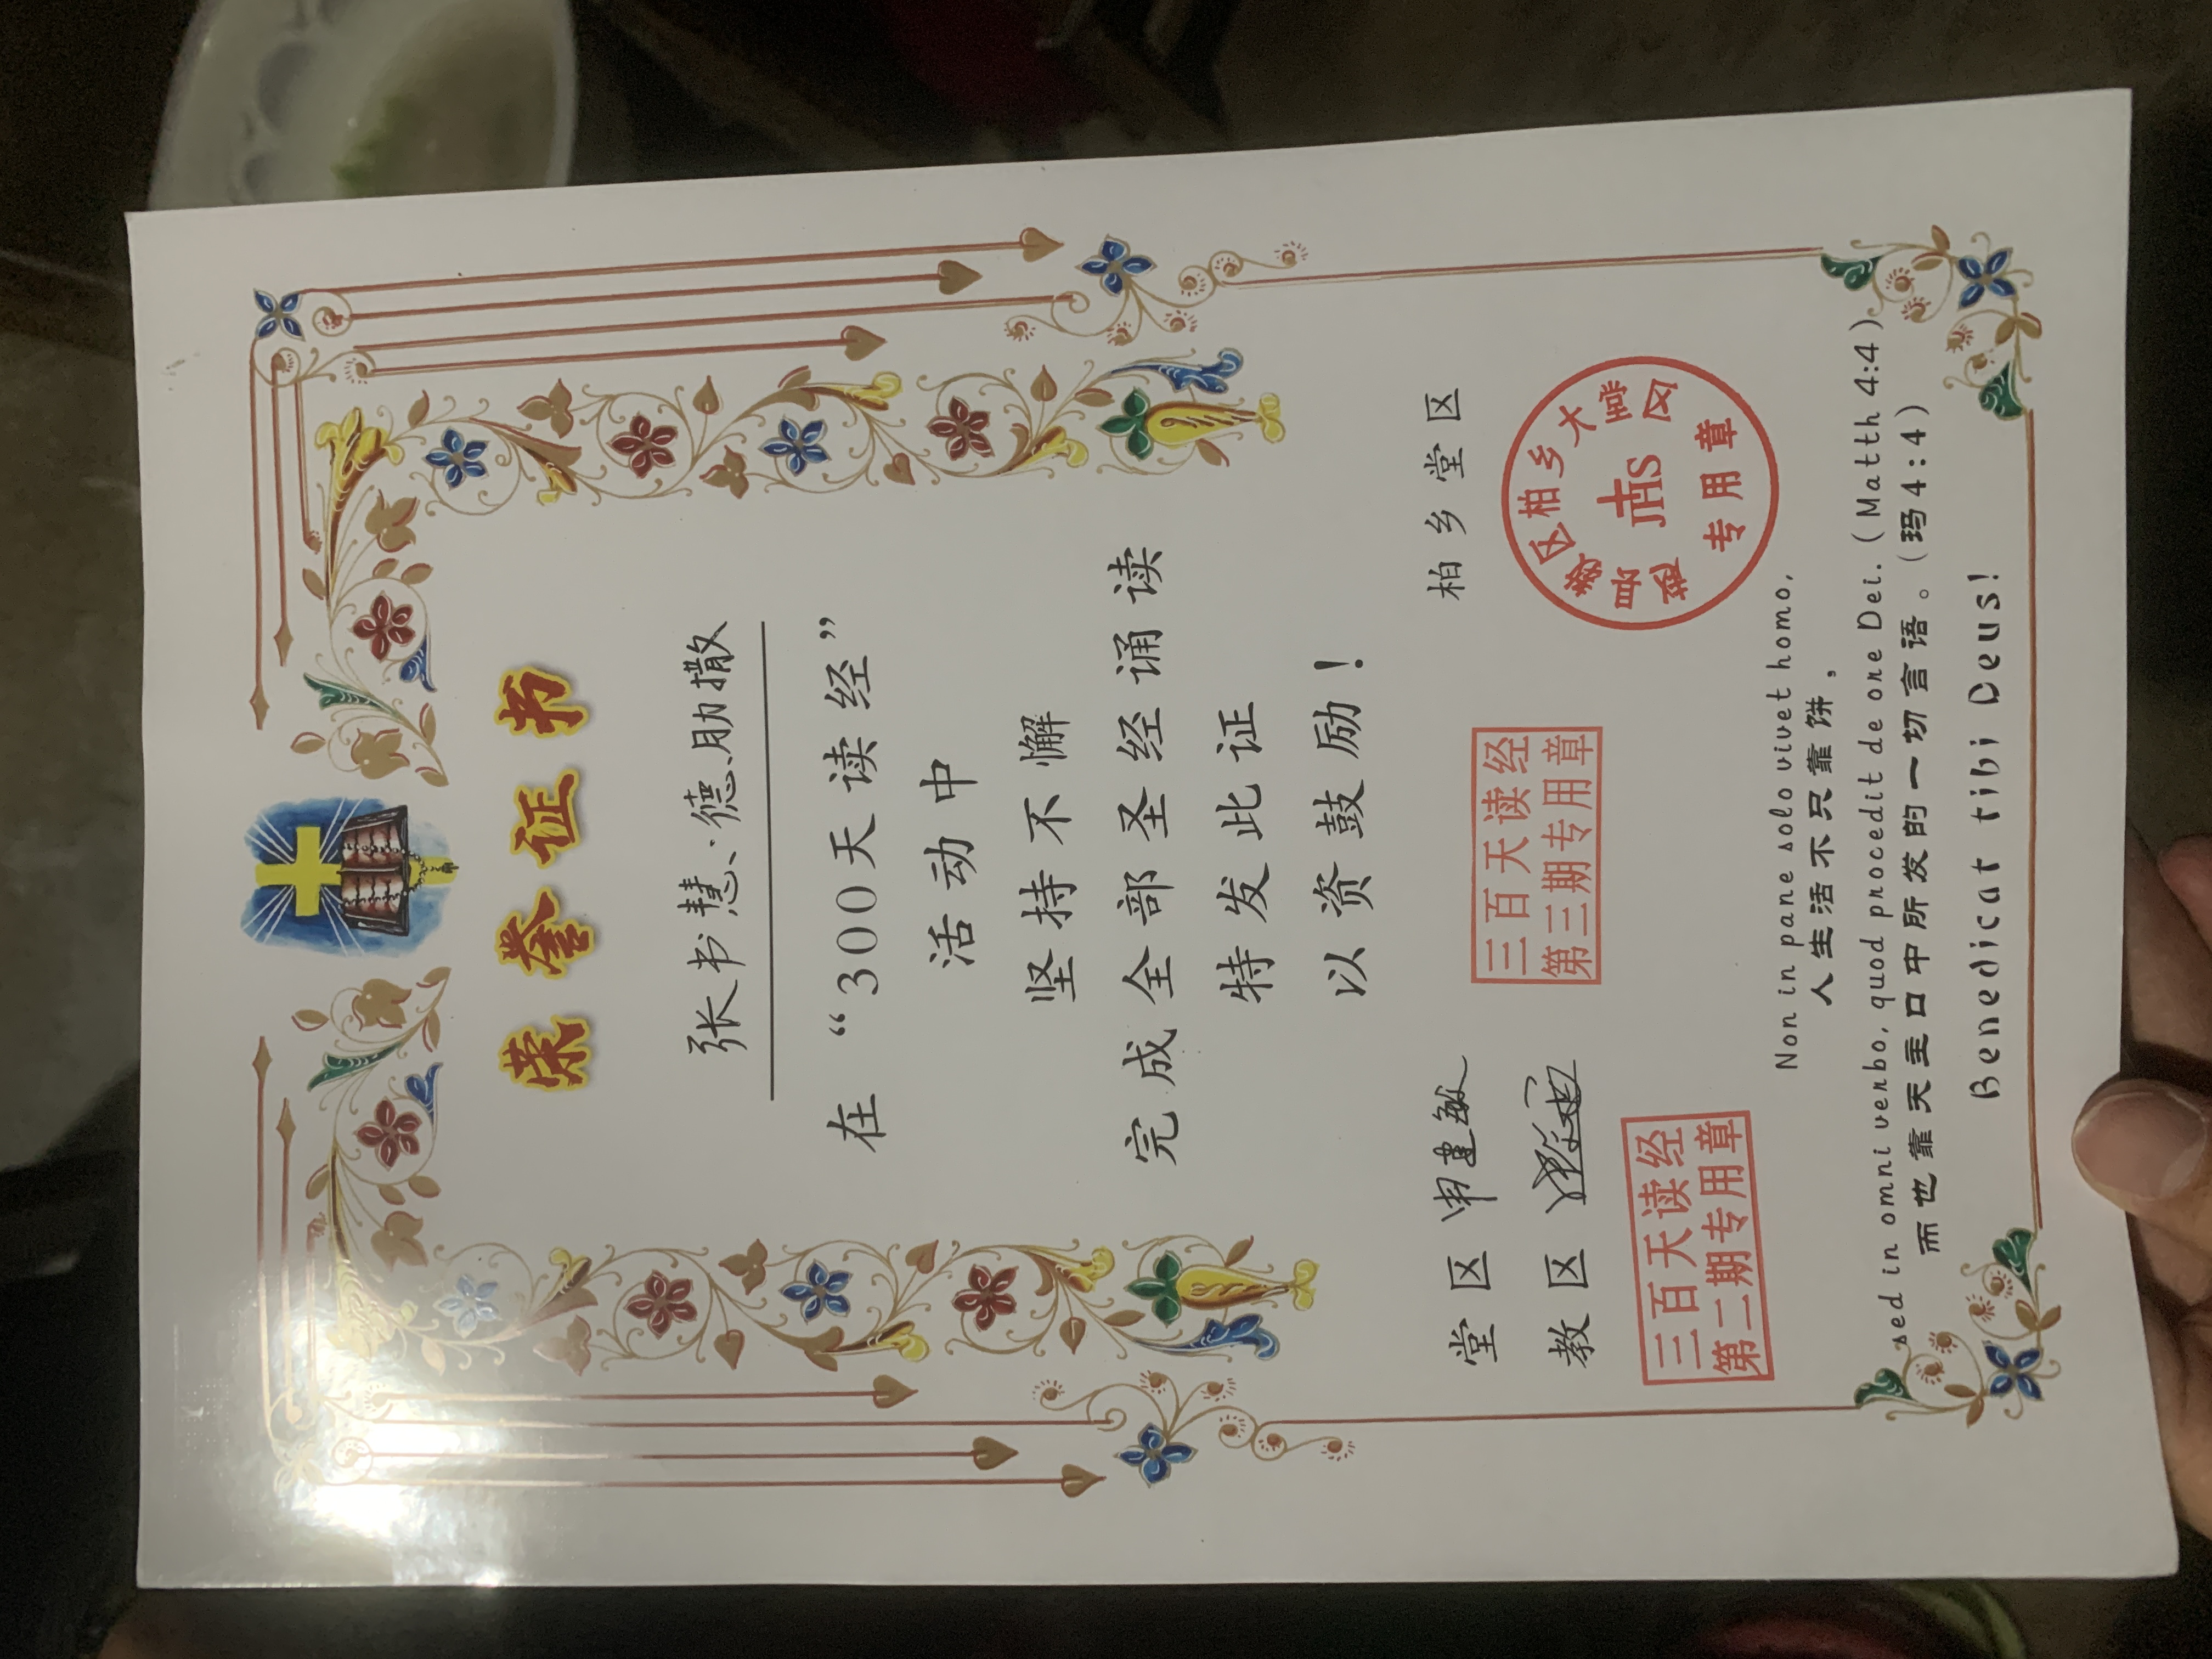 荣誉证书
张书慧·德肋撒
在“300天读经”
活动中
坚持不懈
完成全部圣经诵读
特发此证
以资鼓励！
堂区 申建敏
教区
柏乡堂区
三百天读经
第三期专用章
三百天读经
第二期专用章
赵县教区柏乡大堂区
JHS
专用章
Non in pane solo vivet homo,
人生活不只靠饼，
sed in omni verbo, quod procedit de ore Dei. (Matth 4:4)
而也靠天主口中所发的一切言语。(玛4:4)
Benedicat tibi Deus!